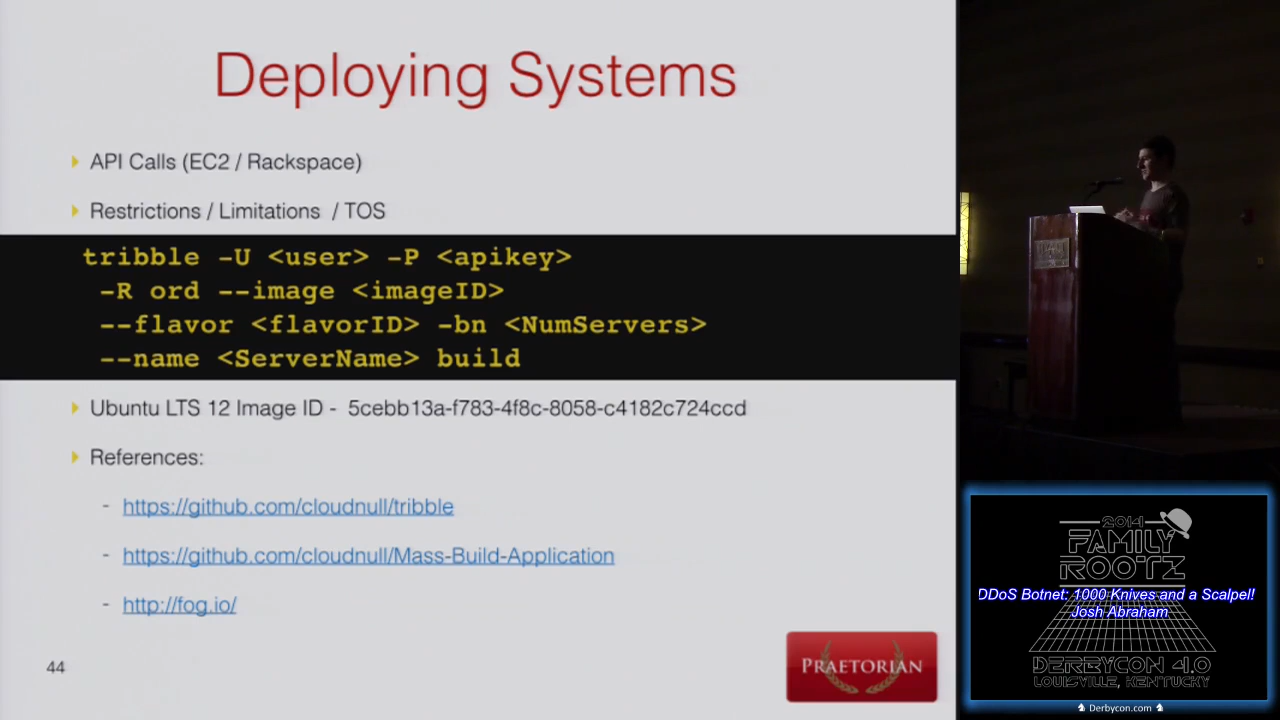 Deploying Systems
API Calls (EC2 / Rackspace)
Restrictions / Limitations / TOS
tribble -U <user> -P <apikey>
-R ord --image <imageID>
--flavor <flavorID> -bn <NumServers>
--name <ServerName> build
Ubuntu LTS 12 Image ID - 5cebb13a-f783-4f8c-8058-c4182c724ccd
References:
- https://github.com/cloudnull/tribble
- https://github.com/cloudnull/Mass-Build-Application
- http://fog.io/
44
PRAETORIAN
2014
FAMILY
ROOTZ
DDoS Botnet: 1000 Knives and a Scalpel!
Josh Abraham
DERBYCON 4.0
LOUISVILLE, KENTUCKY
Derbycon.com